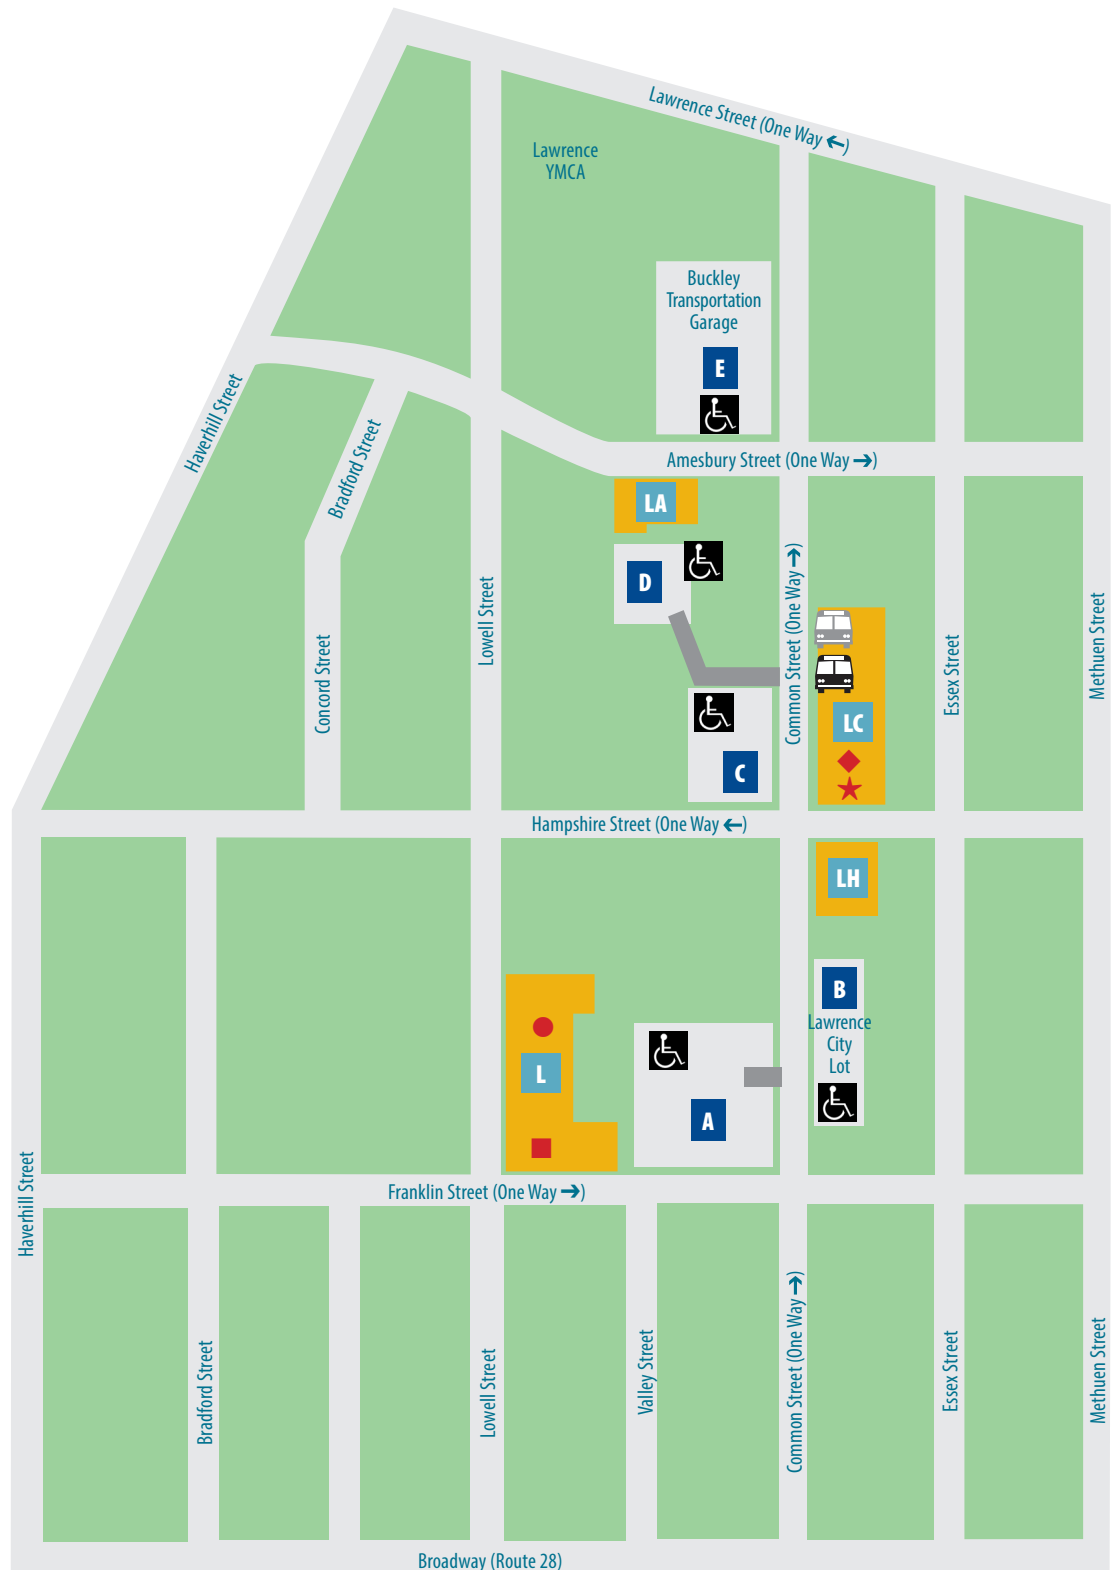 Lawrence Street (One Way ←)
Lawrence
YMCA
Buckley
Transportation
Garage
E
Haverhill Street
Bradford Street
Amesbury Street (One Way →)
LA
D
Lowell Street
Concord Street
Common Street (One Way →)
Essex Street
Methuen Street
LC
C
Hampshire Street (One Way ←)
LH
B
Lawrence
City
Lot
L
A
Haverhill Street
Franklin Street (One Way →)
Bradford Street
Lowell Street
Valley Street
Common Street (One Way →)
Essex Street
Methuen Street
Broadway (Route 28)